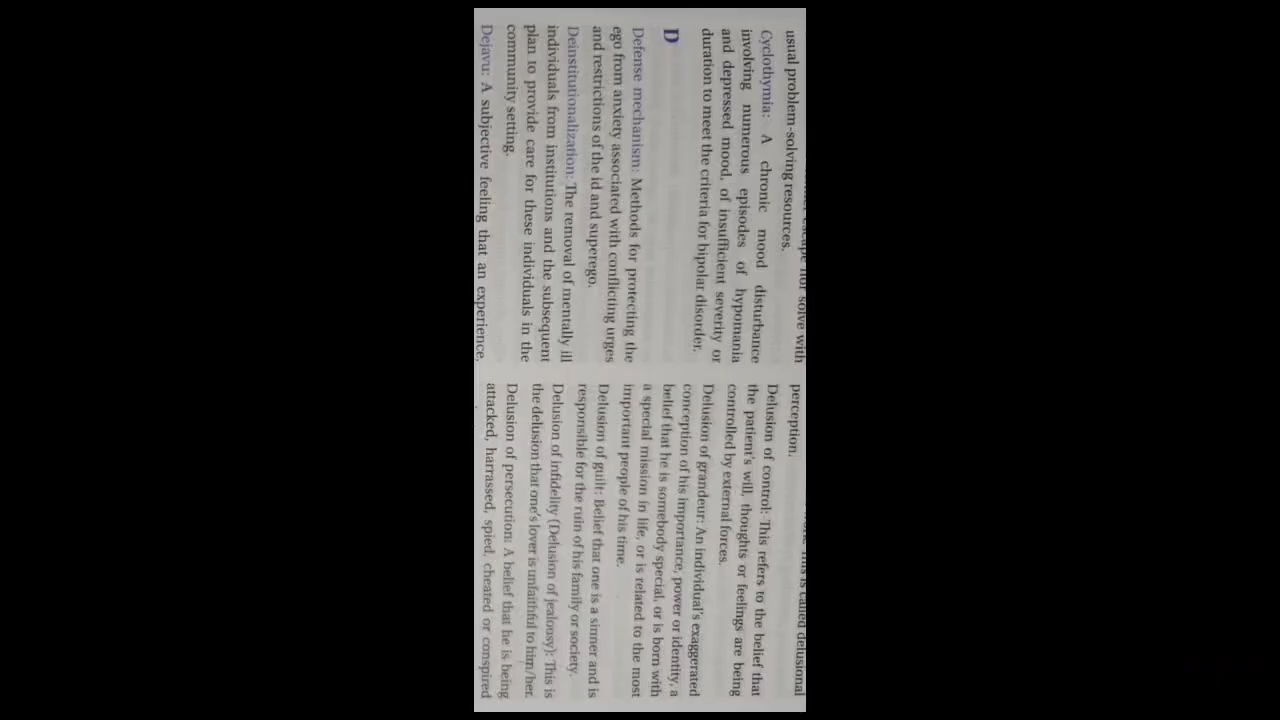 escape nor solve with
usual problem-solving resources.
Cyclothymia: A chronic mood disturbance
involving numerous episodes of hypomania
and depressed mood, of insufficient severity or
duration to meet the criteria for bipolar disorder.
D
Defense mechanism: Methods for protecting the
ego from anxiety associated with conflicting urges
and restrictions of the id and superego.
Deinstitutionalization: The removal of mentally ill
individuals from institutions and the subsequent
plan to provide care for these individuals in the
community setting.
Dejavu: A subjective feeling that an experience,
This is called delusional
perception.
Delusion of control: This refers to the belief that
the patient's will, thoughts or feelings are being
controlled by external forces.
Delusion of grandeur: An individual's exaggerated
conception of his importance, power or identity, a
belief that he is somebody special, or is born with
a special mission in life, or is related to the most
important people of his time.
Delusion of guilt: Belief that one is a sinner and is
responsible for the ruin of his family or society.
Delusion of infidelity (Delusion of jealousy): This is
the delusion that one's lover is unfaithful to him/her.
Delusion of persecution: A belief that he is being
attacked, harrassed, spied, cheated or conspired